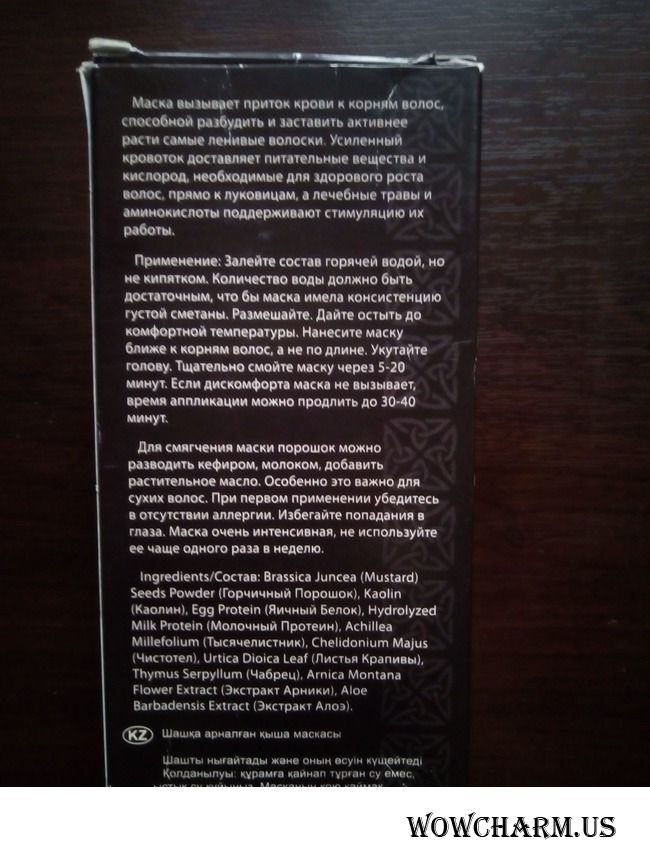 Маска вызывает приток крови к корням волос,
способной разбудить и заставить активнее
расти самые ленивые волоски. Усиленный
кровоток доставляет питательные вещества и
кислород, необходимые для здорового роста
волос, прямо к луковицам, а лечебные травы и
аминокислоты поддерживают стимуляцию их
работы.
Применение: Залейте состав горячей водой, но
не кипятком. Количество воды должно быть
достаточным, что бы маска имела консистенцию
густой сметаны. Размешайте. Дайте остыть до
комфортной температуры. Нанесите маску
ближе к корням волос, а не по длине. Укутайте
голову. Тщательно смойте маску через 5-20
минут. Если дискомфорта маска не вызывает,
время аппликации можно продлить до 30-40
минут.
Для смягчения маски порошок можно
разводить кефиром, молоком, добавить
растительное масло. Особенно это важно для
сухих волос. При первом применении убедитесь
в отсутствии аллергии. Избегайте попадания в
глаза. Маска очень интенсивная, не используйте
ее чаще одного раза в неделю.
Ingredients/Состав: Brassica Juncea (Mustard)
Seeds Powder (Горчичный Порошок), Kaolin
(Каолин), Egg Protein (Яичный Белок), Hydrolyzed
Milk Protein (Молочный Протеин), Achillea
Millefolium (Тысячелистник), Chelidonium Majus
(Чистотел), Urtica Dioica Leaf (Листья Крапивы),
Thymus Serpyllum (Чабрец), Arnica Montana
Flower Extract (Экстракт Арники), Aloe
Barbadensis Extract (Экстракт Алоэ).
KZ Шашқа арналған қыша маскасы
Шашты нығайтады және оның өсуін күшейтеді
Қолданылуы: құрамға қайнап тұрған су емес,
WOWCHARM.US